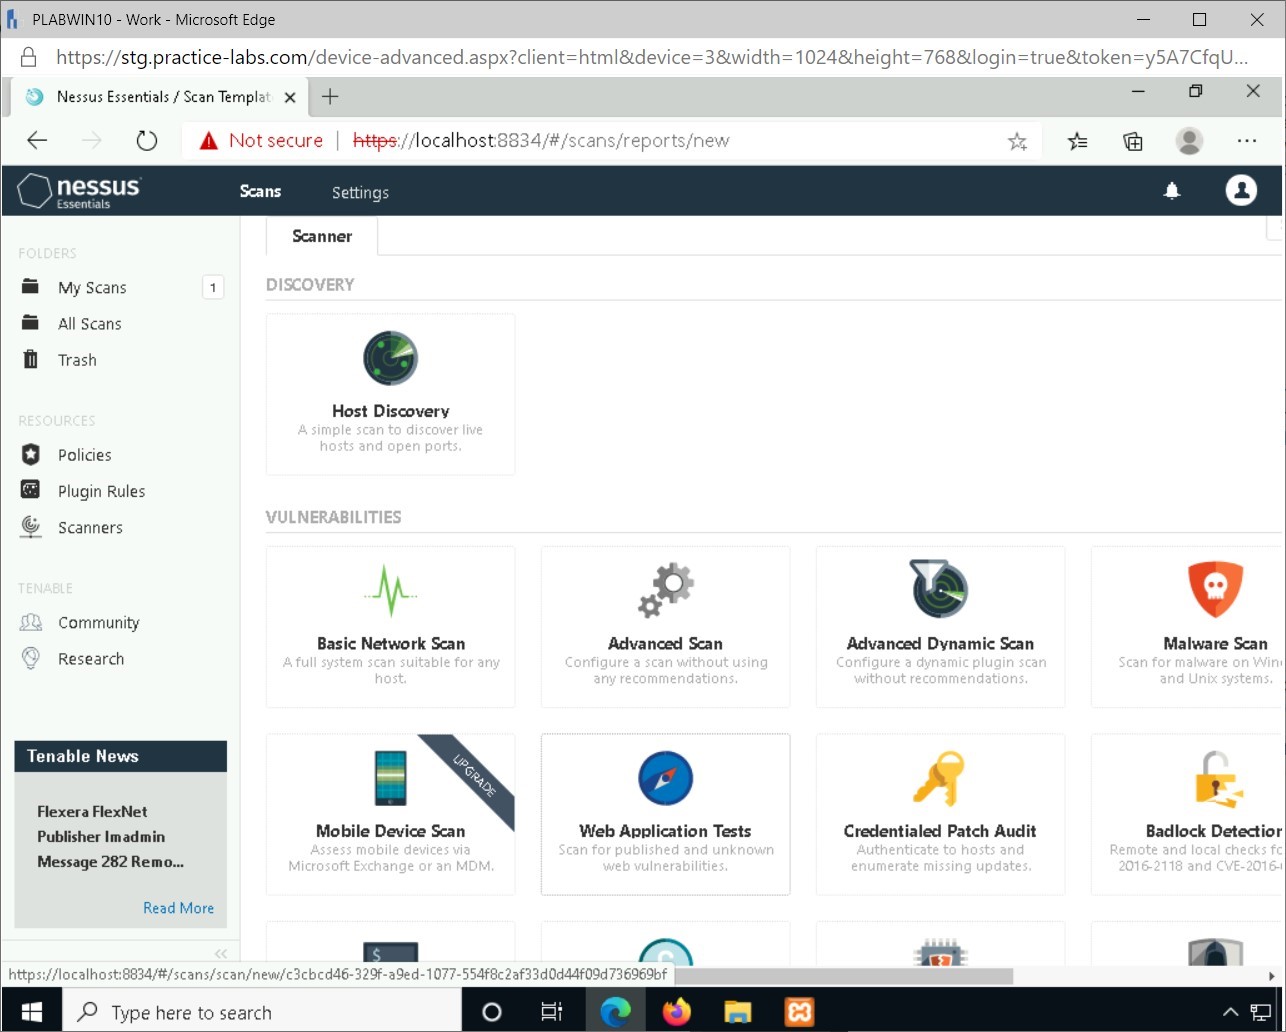 PLABWIN10 - Work - Microsoft Edge
https://stg.practice-labs.com/device-advanced.aspx?client=html&device=3&width=1024&height=768&login=true&token=y5A7CfqU...
Nessus Essentials / Scan Templat
Not secure | https://localhost:8834/#/scans/reports/new
nessus
Essentials
Scans
Settings
FOLDERS
My Scans
1
All Scans
Trash
RESOURCES
Policies
Plugin Rules
Scanners
TENABLE
Community
Research
Tenable News
Flexera FlexNet
Publisher lmadmin
Message 282 Remo...
Read More
Scanner
DISCOVERY
Host Discovery
A simple scan to discover live
hosts and open ports.
VULNERABILITIES
Basic Network Scan
A full system scan suitable for any
host.
Advanced Scan
Configure a scan without using
any recommendations.
Advanced Dynamic Scan
Configure a dynamic plugin scan
without recommendations.
Malware Scan
Scan for malware on Win
and Unix systems.
UPGRADE
Mobile Device Scan
Assess mobile devices via
Microsoft Exchange or an MDM.
Web Application Tests
Scan for published and unknown
web vulnerabilities.
Credentialed Patch Audit
Authenticate to hosts and
enumerate missing updates.
Badlock Detection
Remote and local checks fo
2016-2118 and CVE-2016-
https://localhost:8834/#/scans/scan/new/c3cbcd46-329f-a9ed-1077-554f8c2af33d0d44f09d736969bf
Type here to search